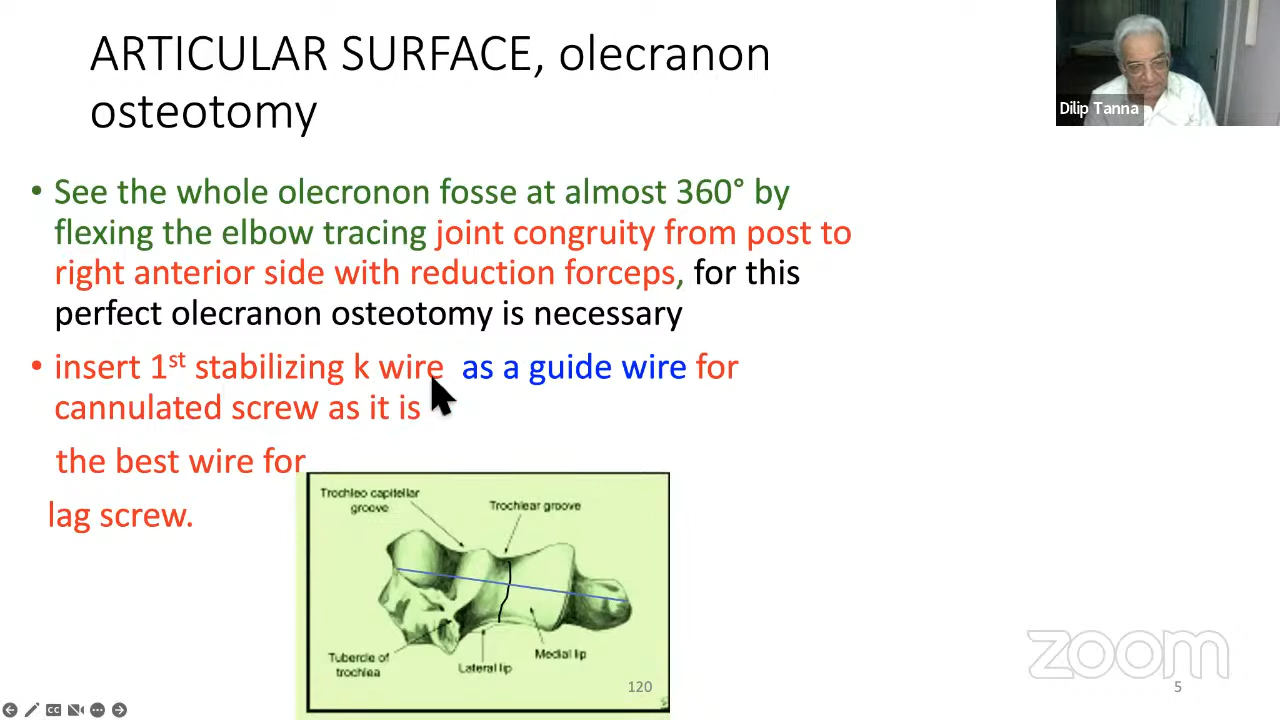 ARTICULAR SURFACE, olecranon
osteotomy
Dilip Tanna
• See the whole olecronon fosse at almost 360° by
flexing the elbow tracing joint congruity from post to
right anterior side with reduction forceps, for this
perfect olecranon osteotomy is necessary
• insert 1st stabilizing k wire as a guide wire for
cannulated screw as it is
the best wire for
lag screw.
Trochleo capitellar
groove
Trochlear groove
Tubercle of
trochlea
Lateral lip
Medial lip
120
zoom
5
CC